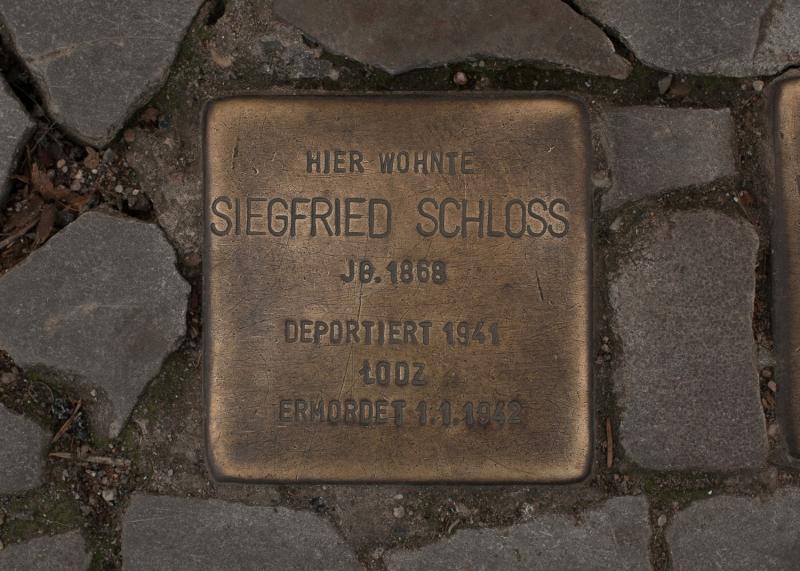 HIER WOHNTE
SIEGFRIED SCHLOSS
JG.1868
DEPORTIERT 1941
ŁODZ
ERMORDET 1.1.1942